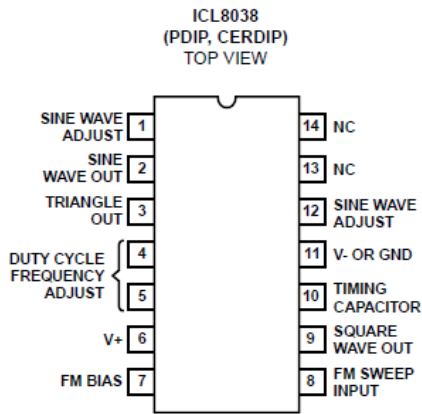 ICL8038
(PDIP, CERDIP)
TOP VIEW
SINE WAVE
ADJUST
1
SINE
WAVE OUT
2
TRIANGLE
OUT
3
DUTY CYCLE
FREQUENCY
ADJUST
4
5
V+
6
FM BIAS
7
14
NC
13
NC
12
SINE WAVE
ADJUST
11
V- OR GND
10
TIMING
CAPACITOR
9
SQUARE
WAVE OUT
8
FM SWEEP
INPUT